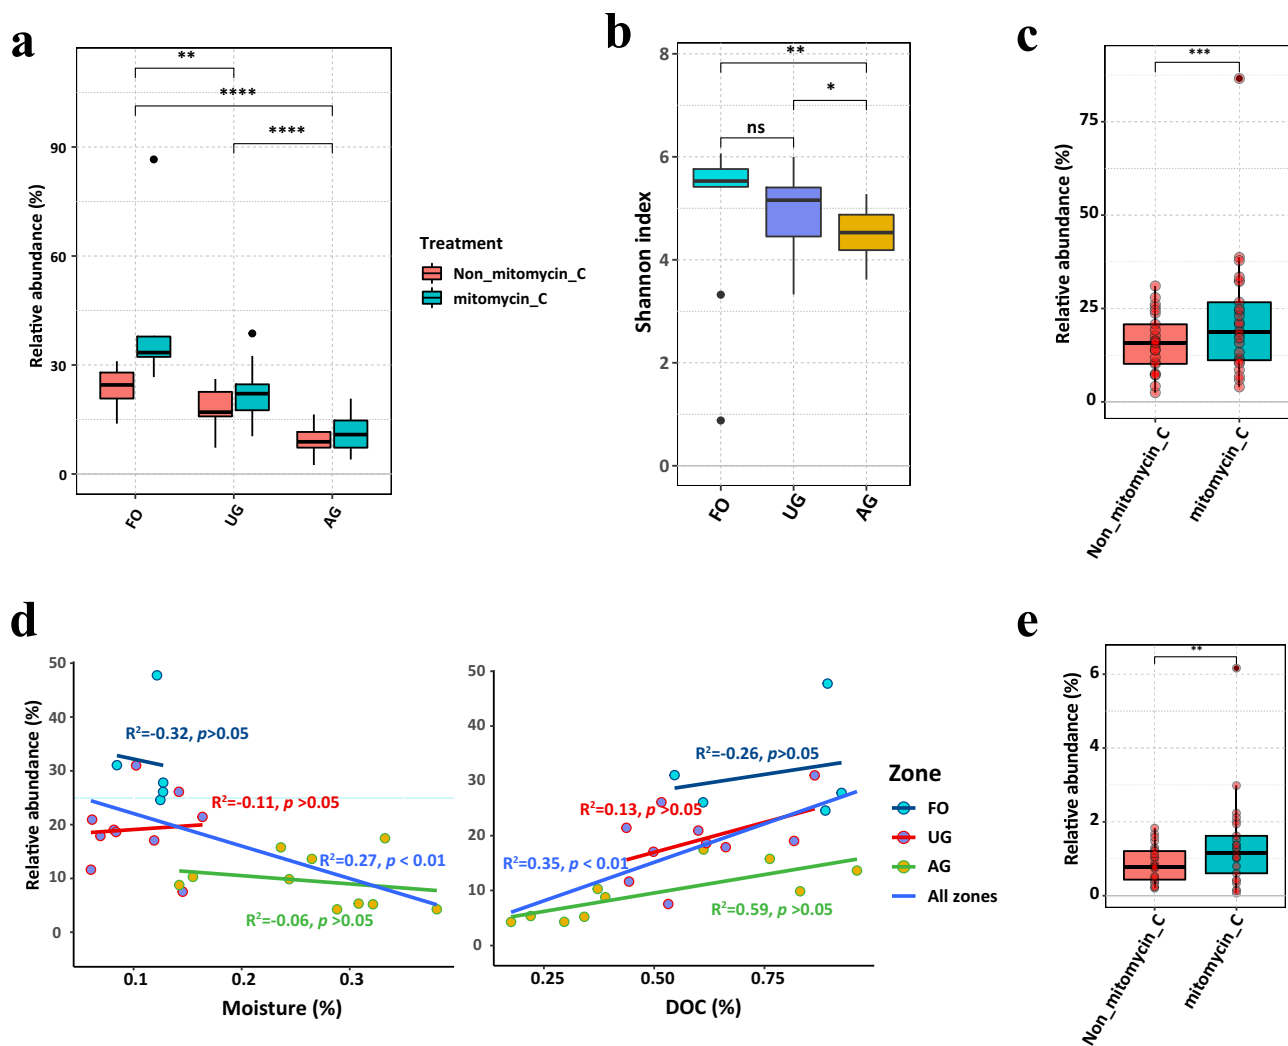 a
**
****
****
90
60
30
0
Relative abundance (%)
FO
UG
AG
Treatment
Non_mitomycin_C
mitomycin_C
b
**
*
ns
8
6
4
2
0
Shannon index
FO
UG
AG
c
***
75
50
25
0
Relative abundance (%)
Non_mitomycin_C
mitomycin_C
d
50
40
30
20
10
0
Relative abundance (%)
R²=-0.32, p>0.05
R²=-0.11, p >0.05
R²=0.27, p < 0.01
R²=-0.06, p >0.05
0.1
0.2
0.3
Moisture (%)
50
40
30
20
10
0
R²=-0.26, p>0.05
R²=0.13, p>0.05
R²=0.35, p < 0.01
R²=0.59, p >0.05
0.25
0.50
0.75
DOC (%)
Zone
FO
UG
AG
All zones
e
**
6
4
2
0
Relative abundance (%)
Non_mitomycin_C
mitomycin_C